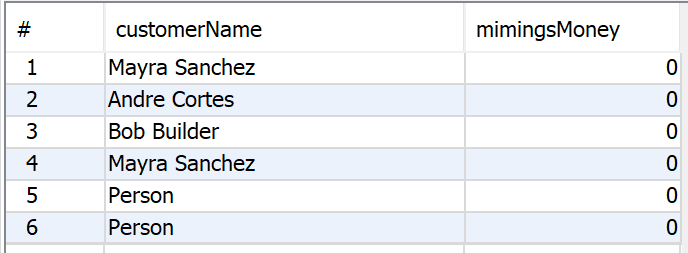 # customerName mimingsMoney
1 Mayra Sanchez 0
2 Andre Cortes 0
3 Bob Builder 0
4 Mayra Sanchez 0
5 Person 0
6 Person 0